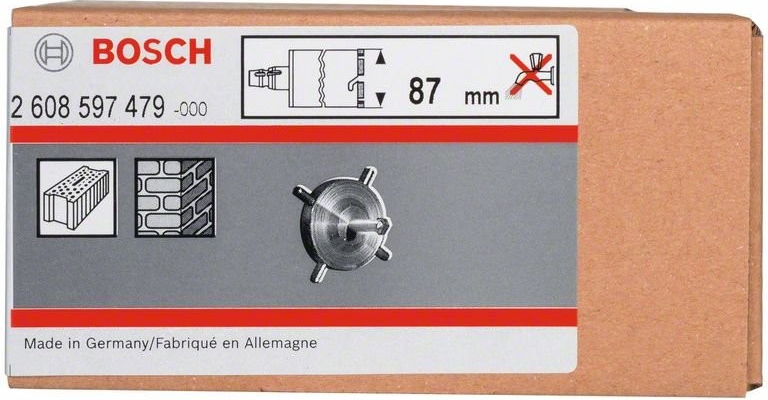 BOSCH
2 608 597 479 -000
87 mm
Made in Germany/Fabriqué en Allemagne